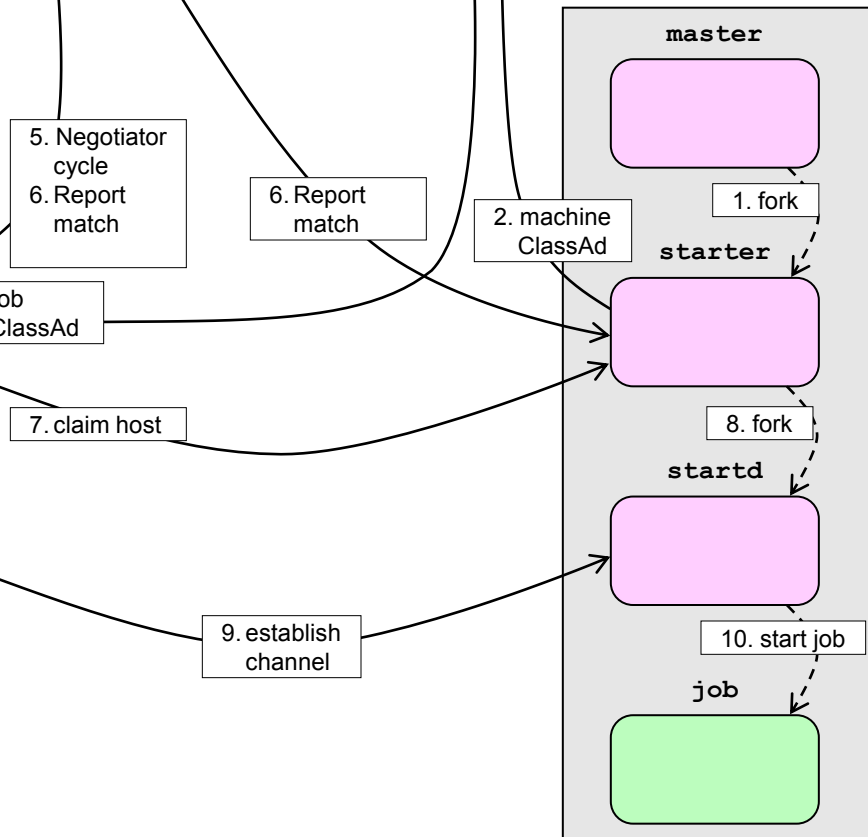 master
5. Negotiator
cycle
6. Report
match
6. Report
match
1. fork
2. machine
ClassAd
starter
ClassAd
7. claim host
8. fork
startd
9. establish
channel
10. start job
job